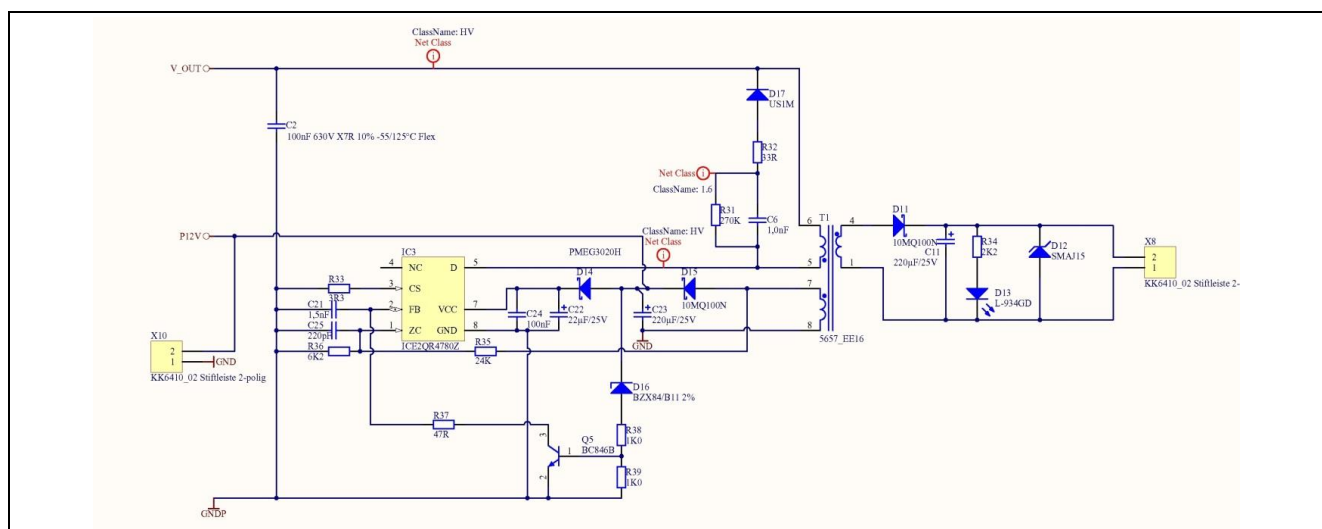 ClassName: HV
Net Class
i
V_OUT
D17
US1M
C2
100nF 630V X7R 10% -55/125°C Flex
R32
33R
Net Class
i
ClassName: 1.6
R31
270K
C6
1,0nF
ClassName: HV
Net Class
i
6
T1
4
D11
10MQ100N
C11
220µF/25V
R34
2K2
D12
SMAJ15
X8
2
1
KK6410_02 Stiftleiste 2-
D13
L-934GD
5
1
7
8
5657_EE16
P12V
IC3
PMEG3020H
4
NC
D
5
3
CS
2
FB
VCC
7
1
ZC
GND
8
ICE2QR4780Z
R33
3R3
C21
1,5nF
C25
220pF
R36
6K2
D14
D15
10MQ100N
C24
100nF
C22
22µF/25V
C23
220µF/25V
GND
R35
24K
X10
2
1
GND
KK6410_02 Stiftleiste 2-polig
D16
BZX84/B11 2%
R37
47R
Q5
BC846B
3
1
2
R38
1K0
R39
1K0
GNDP